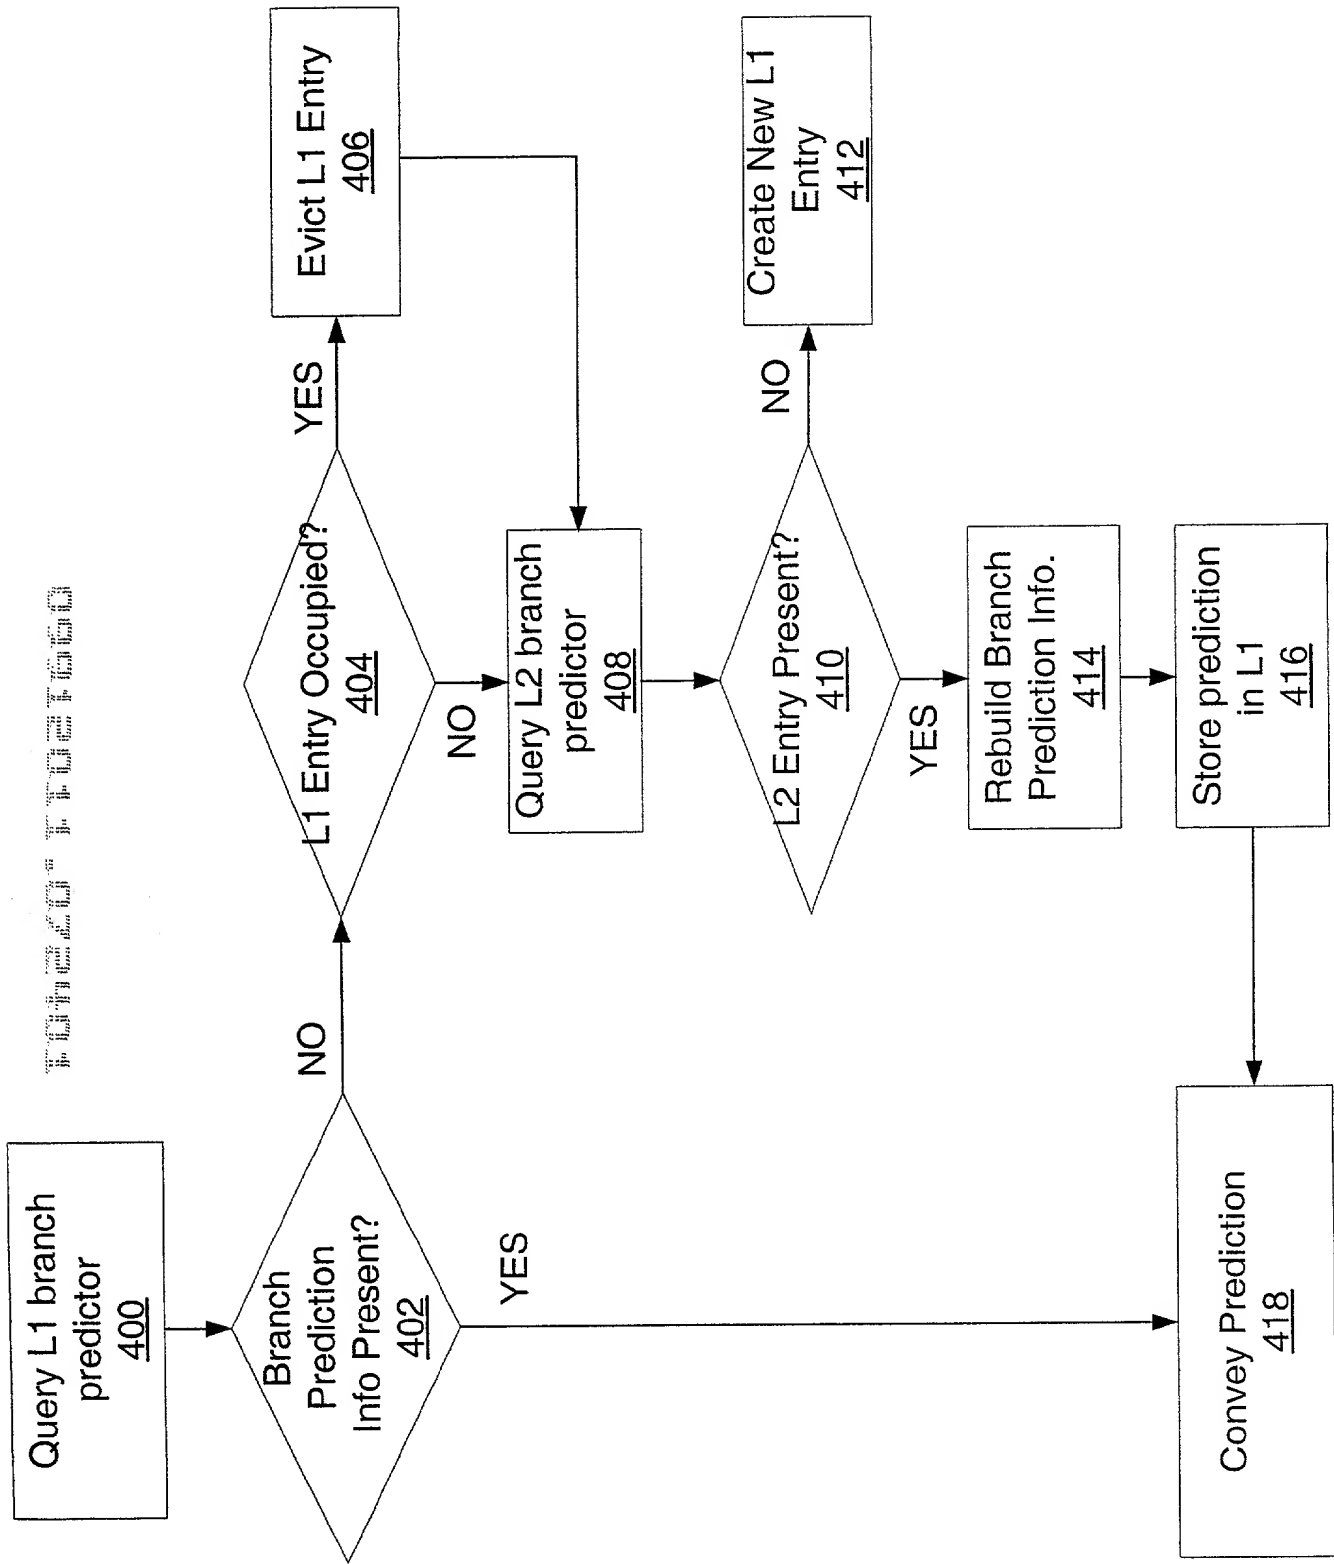 Query L1 branch
predictor
400
Branch
Prediction
Info Present?
402
NO
YES
L1 Entry Occupied?
404
YES
NO
Evict L1 Entry
406
Query L2 branch
predictor
408
L2 Entry Present?
410
NO
YES
Create New L1
Entry
412
Rebuild Branch
Prediction Info.
414
Store prediction
in L1
416
Convey Prediction
418